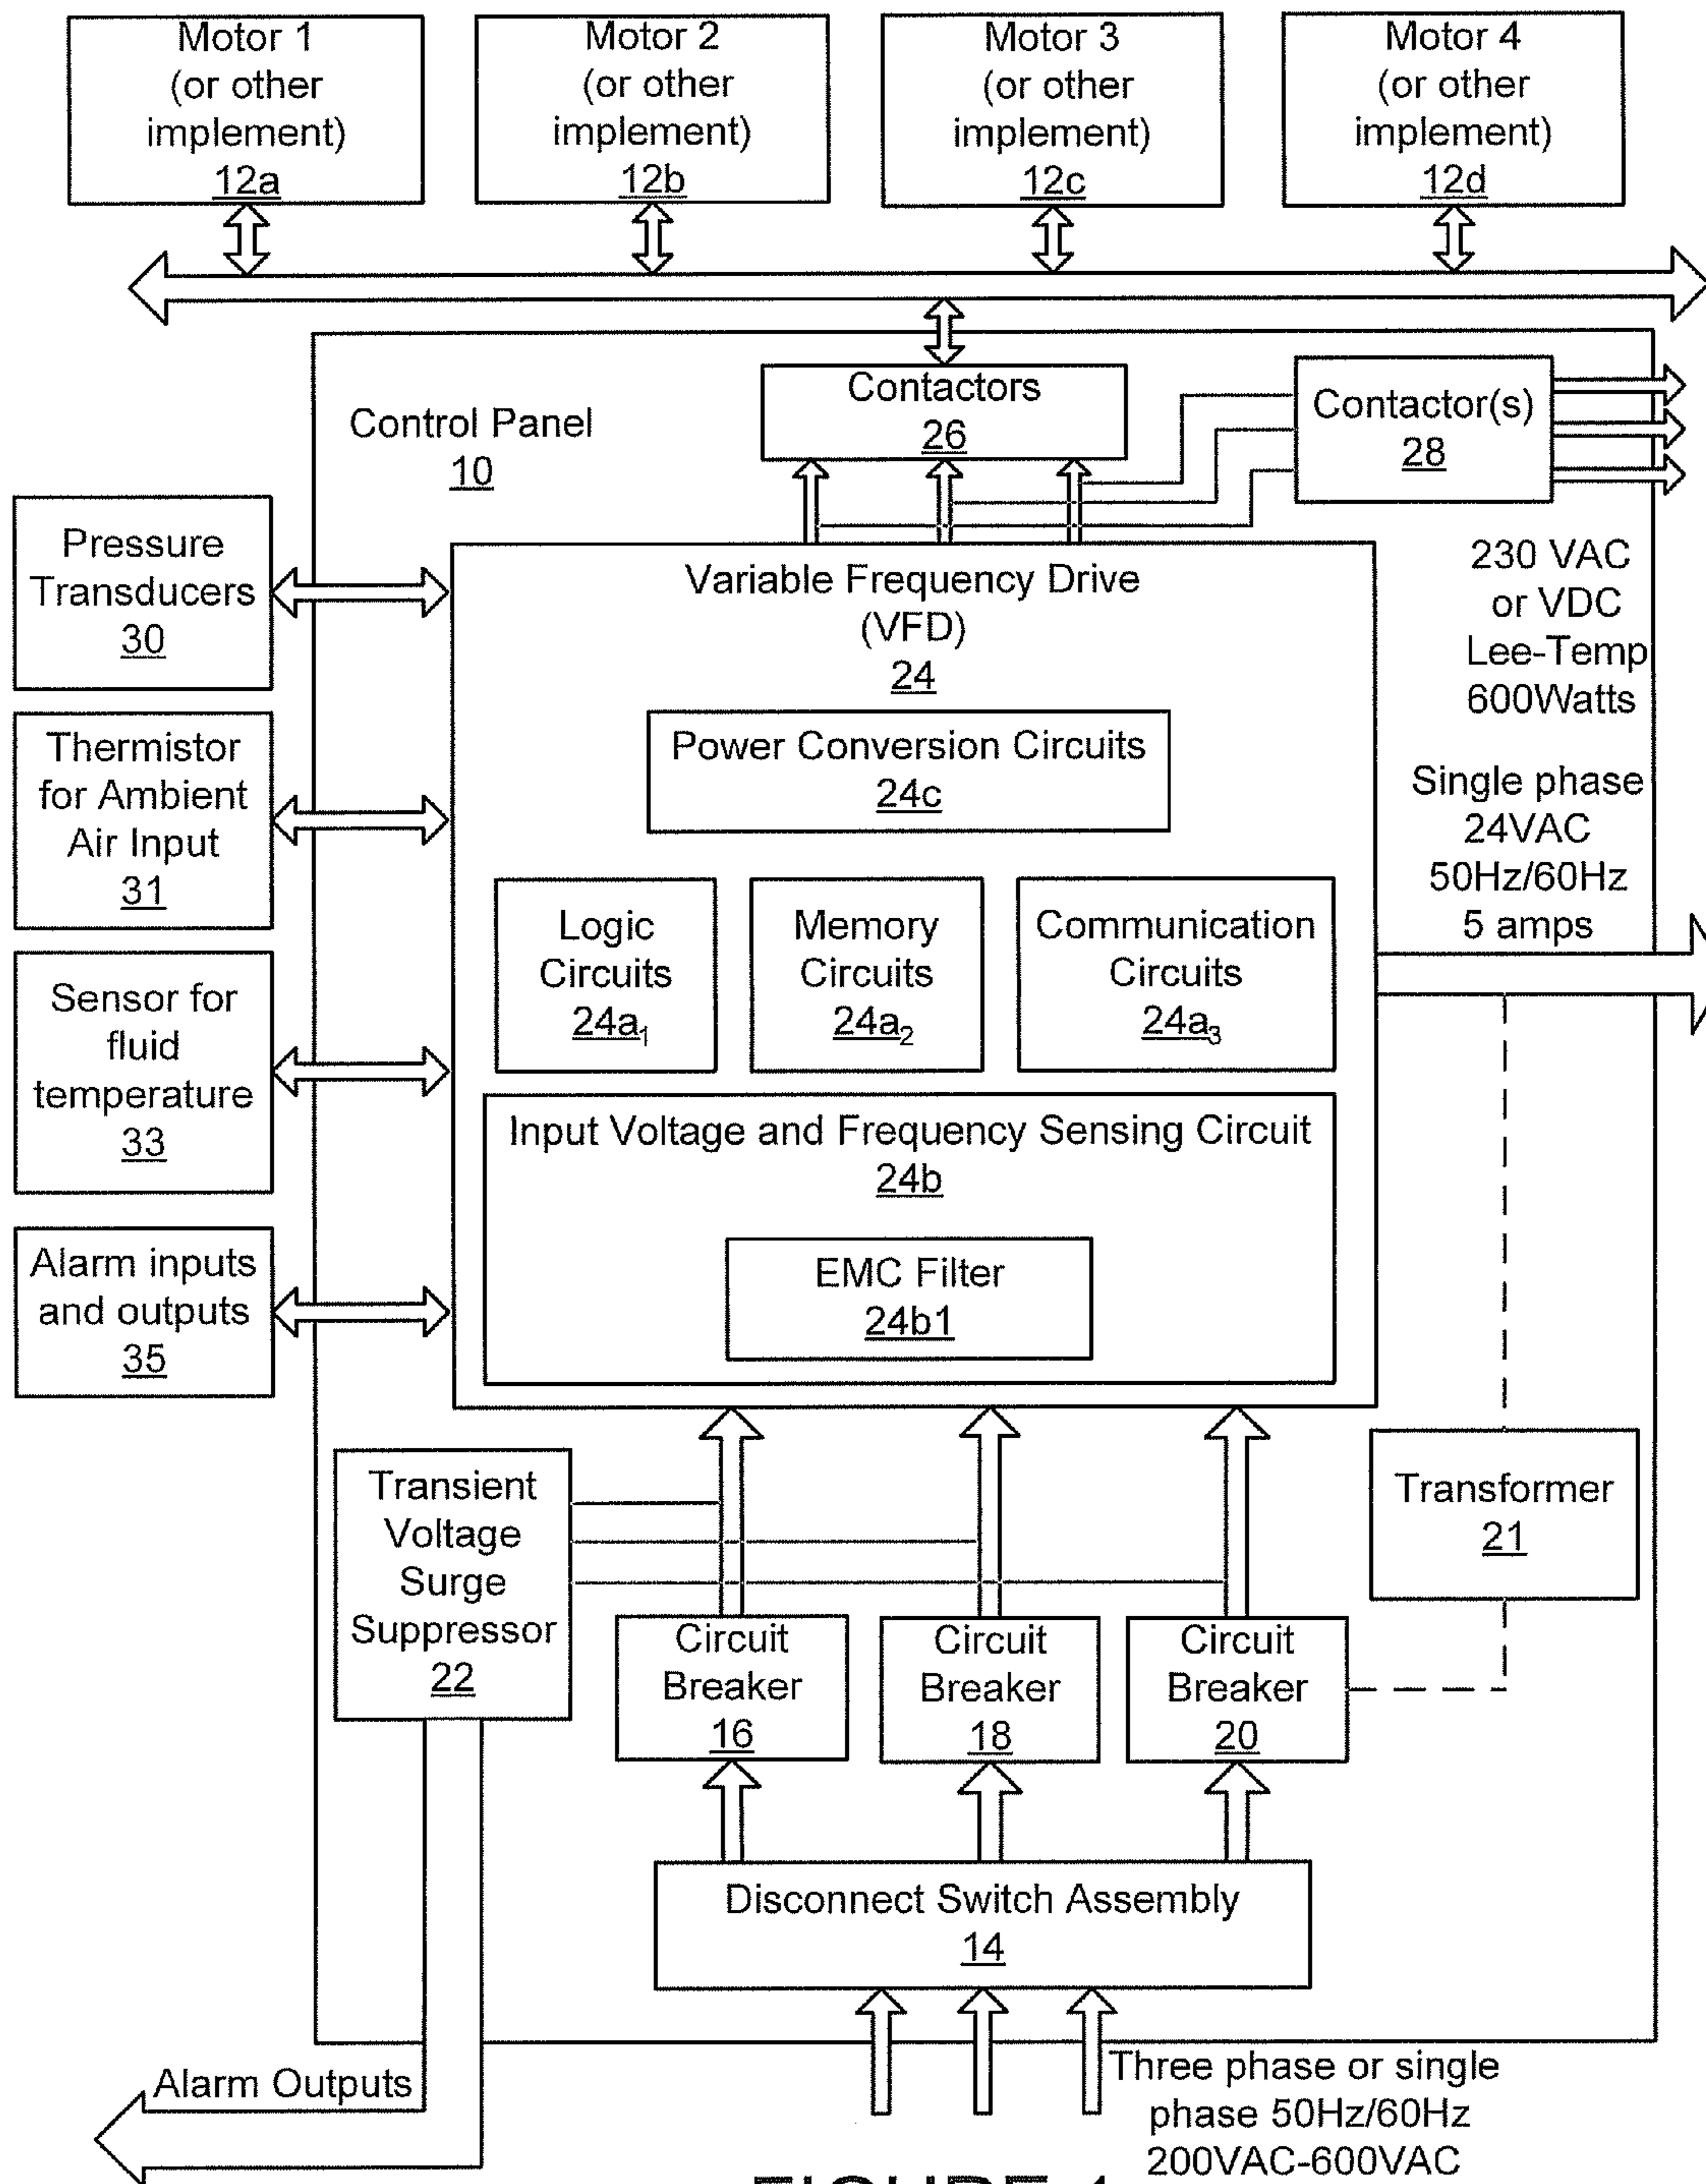 Motor 1
(or other
implement)
12a
Motor 2
(or other
implement)
12b
Motor 3
(or other
implement)
12c
Motor 4
(or other
implement)
12d
Control Panel
10
Contactors
26
Contactor(s)
28
Pressure
Transducers
30
Thermistor
for Ambient
Air Input
31
Sensor for
fluid
temperature
33
Alarm inputs
and outputs
35
Variable Frequency Drive
(VFD)
24
Power Conversion Circuits
24c
Logic
Circuits
24a1
Memory
Circuits
24a2
Communication
Circuits
24a3
Input Voltage and Frequency Sensing Circuit
24b
EMC Filter
24b1
230 VAC
or VDC
Lee-Temp
600Watts
Single phase
24VAC
50Hz/60Hz
5 amps
Transient
Voltage
Surge
Suppressor
22
Circuit
Breaker
16
Circuit
Breaker
18
Circuit
Breaker
20
Transformer
21
Disconnect Switch Assembly
14
Alarm Outputs
Three phase or single
phase 50Hz/60Hz
200VAC-600VAC
FIGURE 1